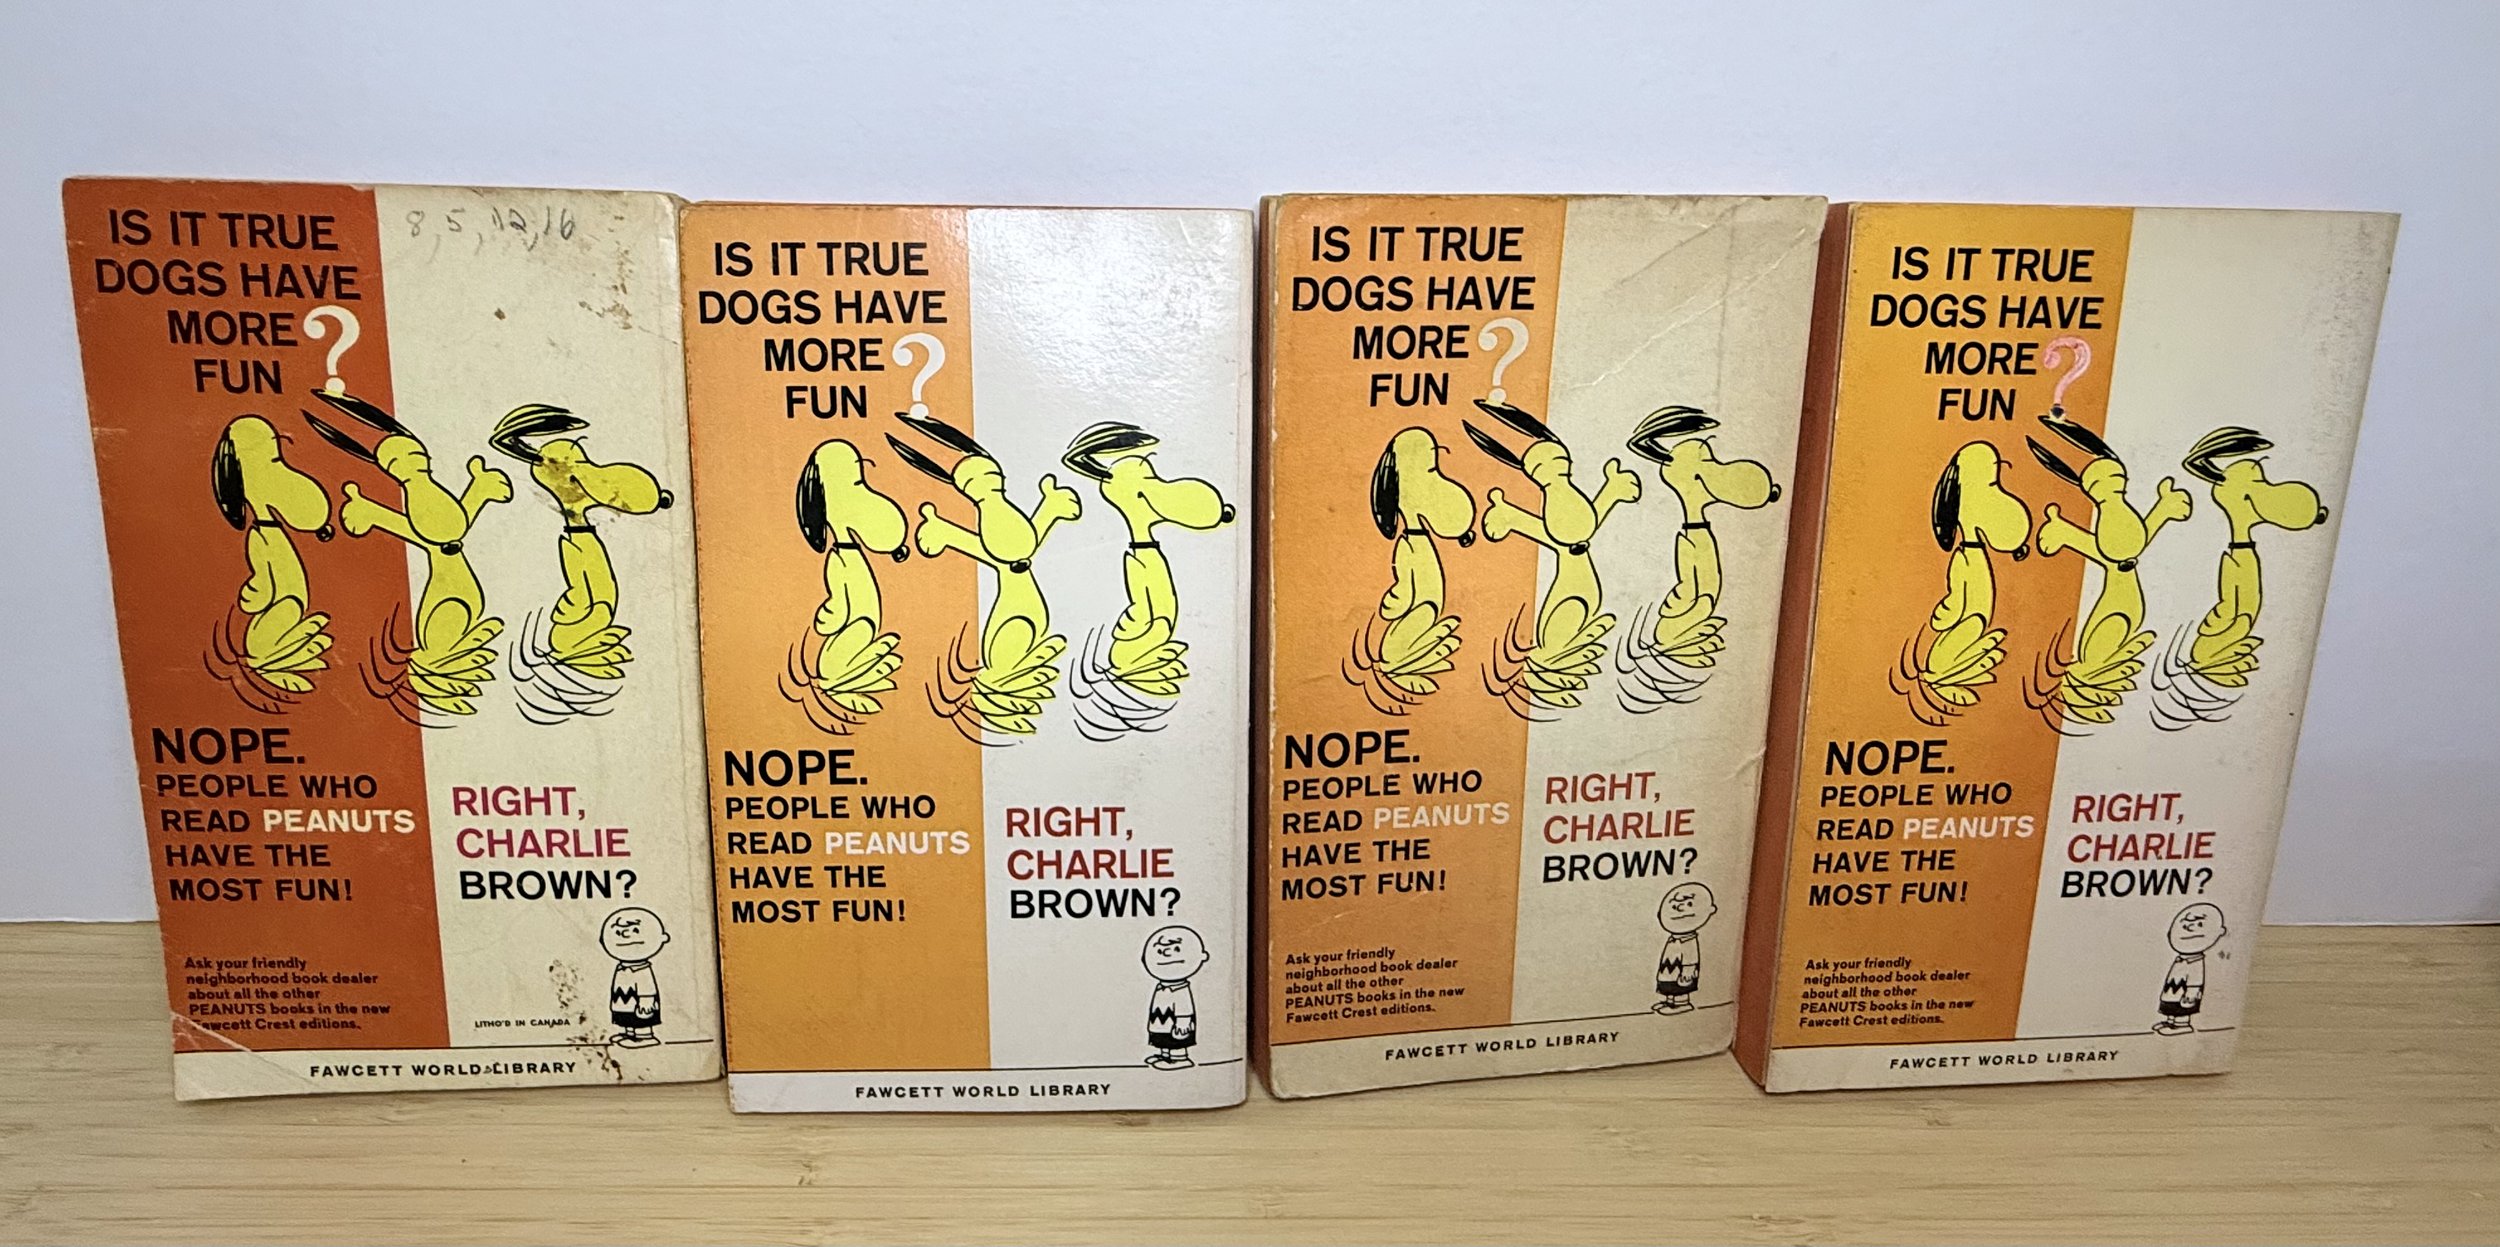 8, 5, 12, 16
IS IT TRUE
DOGS HAVE
MORE?
FUN
NOPE.
PEOPLE WHO
READ PEANUTS
HAVE THE
MOST FUN!
RIGHT,
CHARLIE
BROWN?
Ask your friendly
neighborhood book dealer
about all the other
PEANUTS books in the new
Fawcett Crest editions.
LITHO'D IN CANADA
FAWCETT WORLD LIBRARY
IS IT TRUE
DOGS HAVE
MORE?
FUN
NOPE.
PEOPLE WHO
READ PEANUTS
HAVE THE
MOST FUN!
RIGHT,
CHARLIE
BROWN?
FAWCETT WORLD LIBRARY
IS IT TRUE
DOGS HAVE
MORE?
FUN
NOPE.
PEOPLE WHO
READ PEANUTS
HAVE THE
MOST FUN!
RIGHT,
CHARLIE
BROWN?
Ask your friendly
neighborhood book dealer
about all the other
PEANUTS books in the new
Fawcett Crest editions.
FAWCETT WORLD LIBRARY
IS IT TRUE
DOGS HAVE
MORE?
FUN
NOPE.
PEOPLE WHO
READ PEANUTS
HAVE THE
MOST FUN!
RIGHT,
CHARLIE
BROWN?
Ask your friendly
neighborhood book dealer
about all the other
PEANUTS books in the new
Fawcett Crest editions.
FAWCETT WORLD LIBRARY